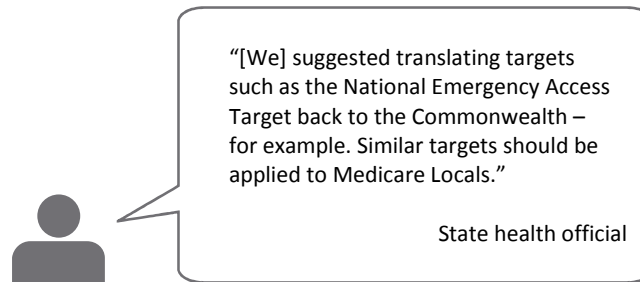 “[We] suggested translating targets
such as the National Emergency Access
Target back to the Commonwealth –
for example. Similar targets should be
applied to Medicare Locals.”
State health official